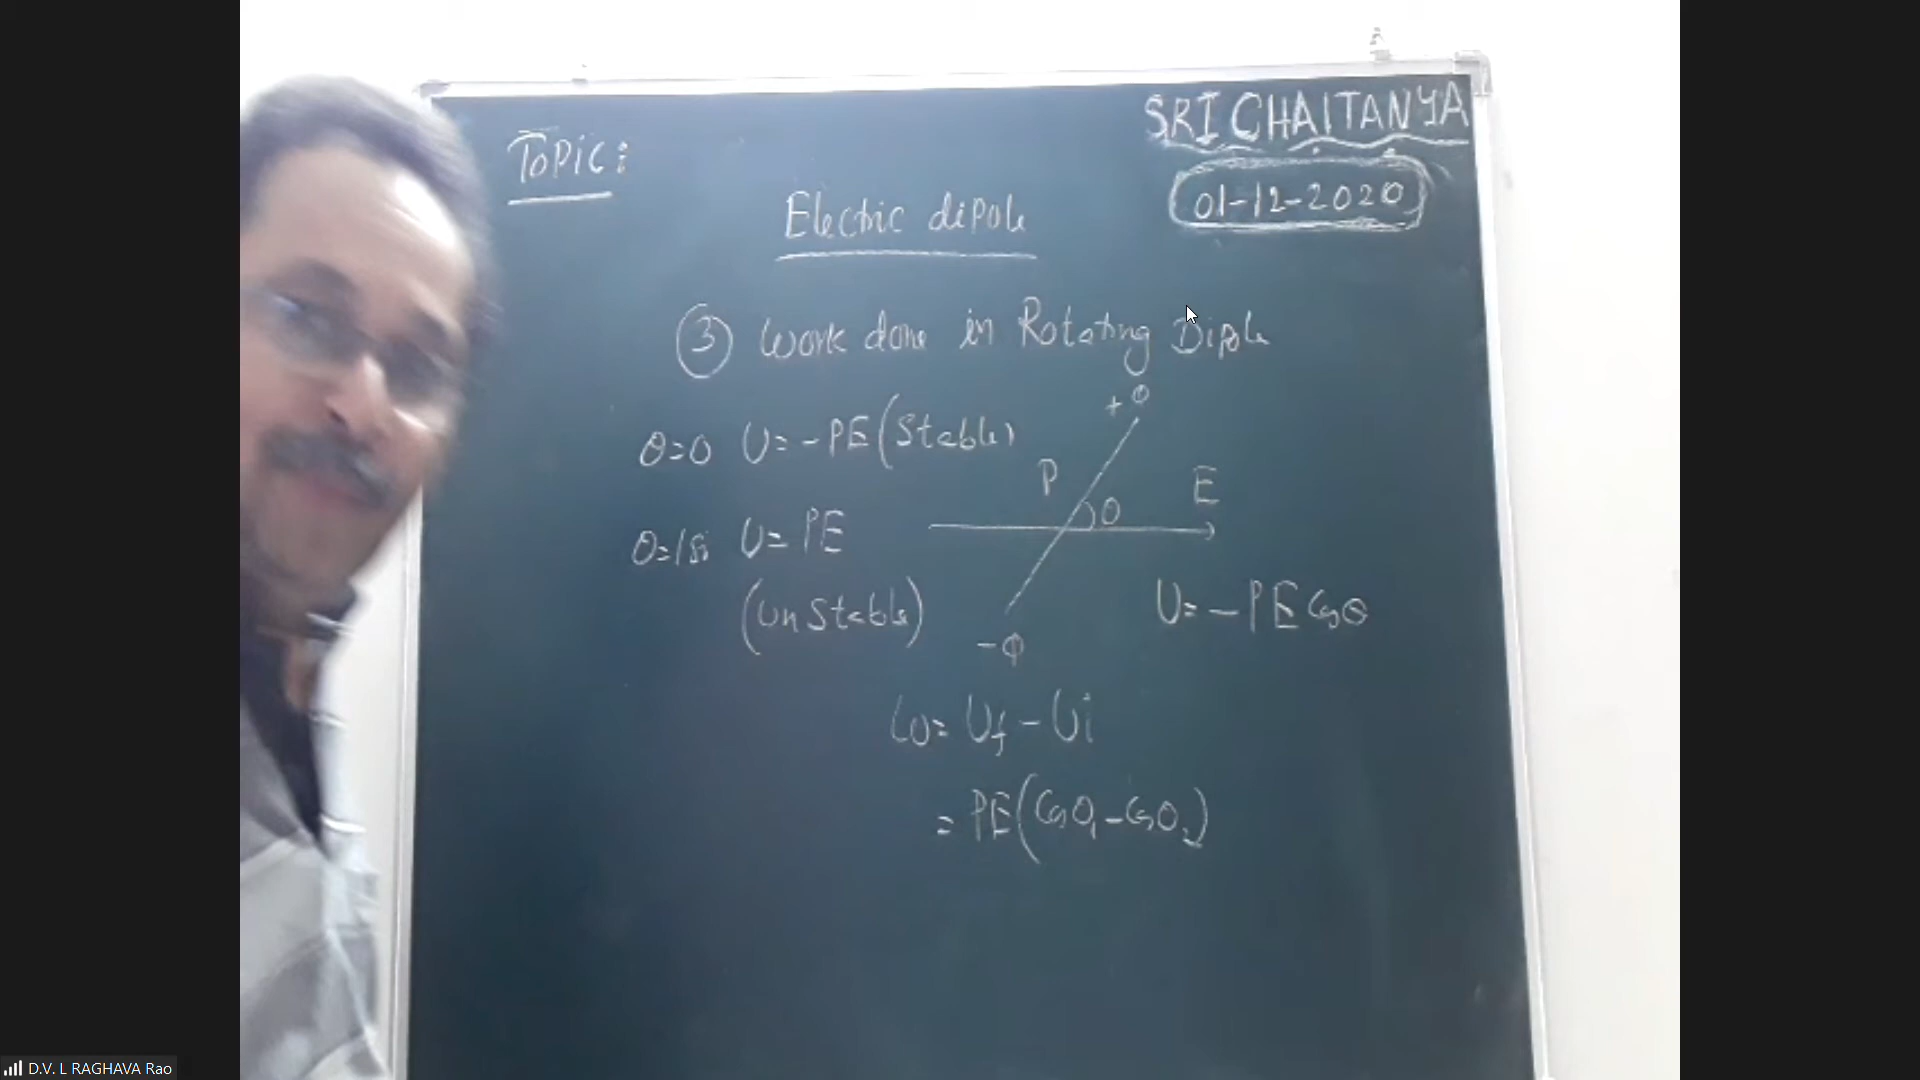 SRI CHAITANYA
Topic:
01-12-2020
Electric dipole
3 Work done in Rotating Dipole
+Q
θ=0 U=-PE(Stable)
P
E
θ
θ=180 U=PE
(Unstable)
U=-PE Cosθ
-Q
W=Uf-Ui
=PE(Cosθ1-Cosθ2)
D.V. L RAGHAVA Rao